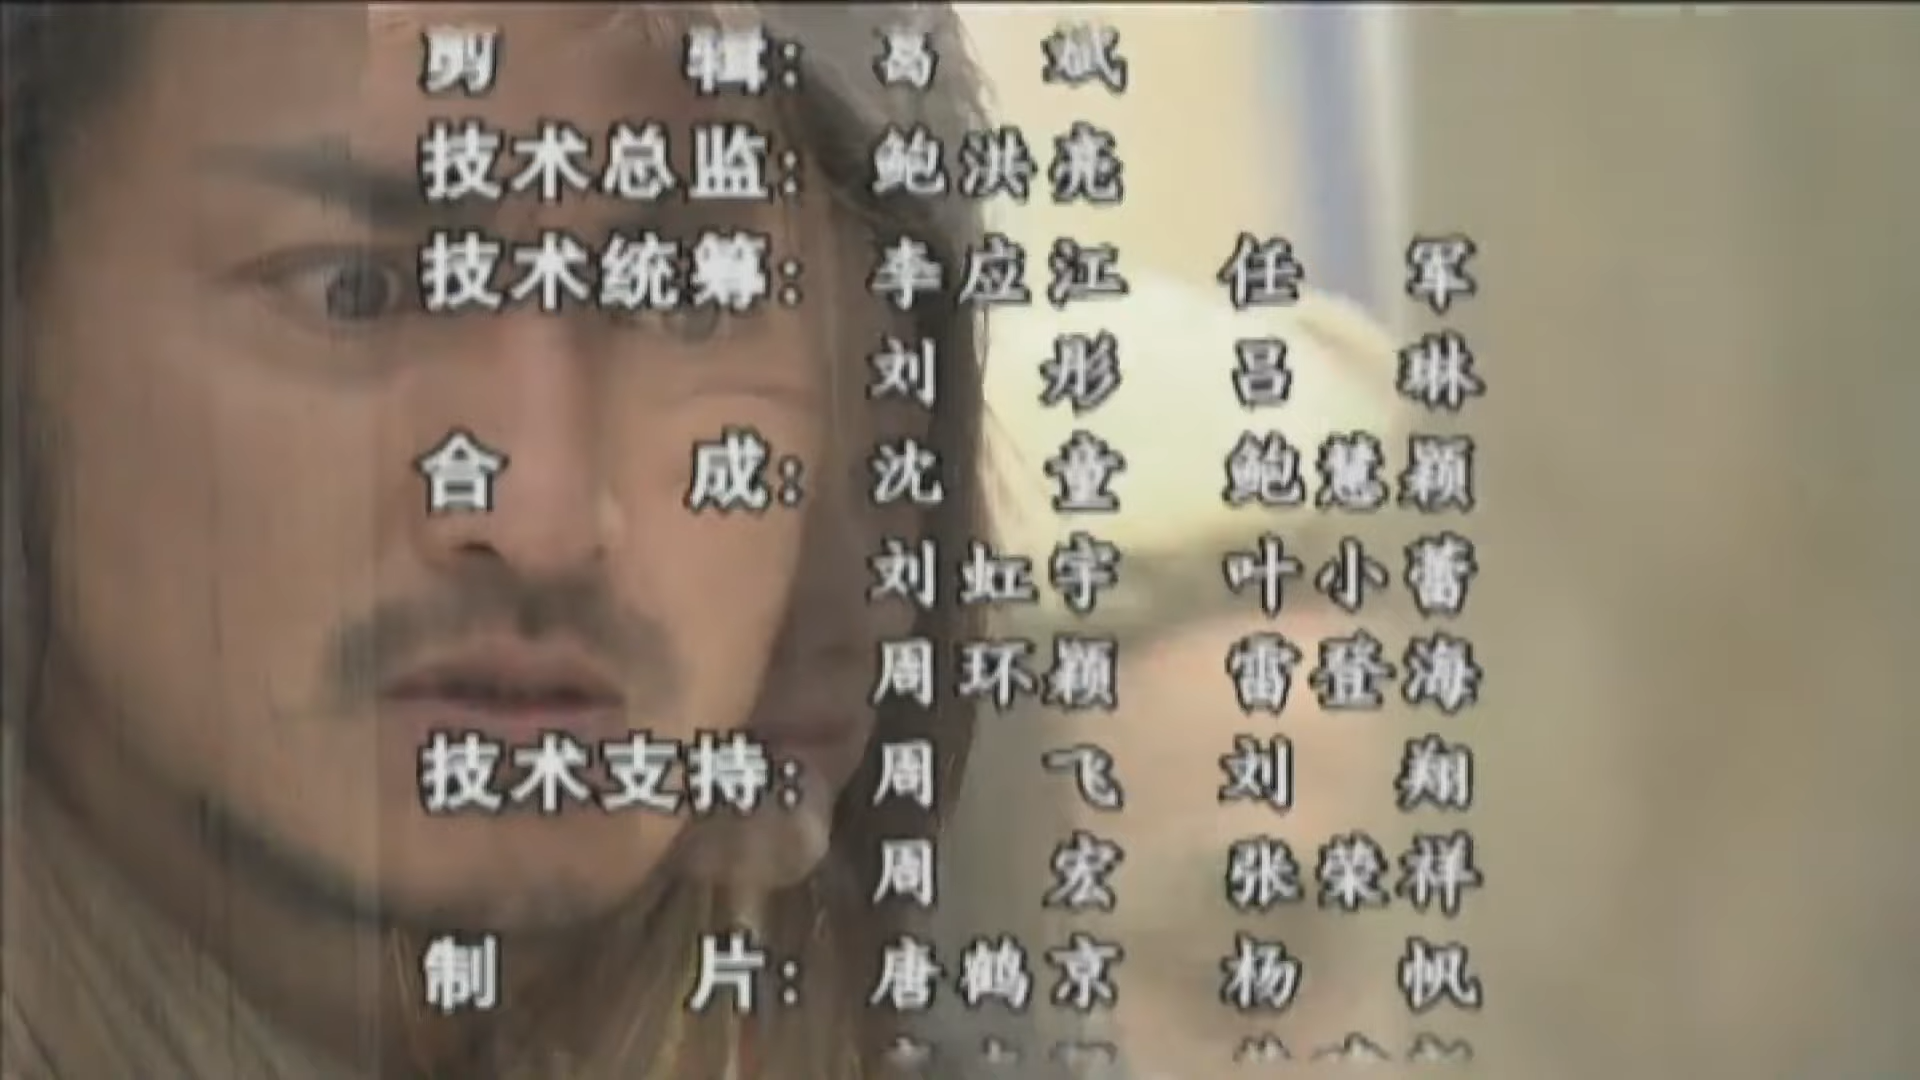 剪辑：葛斌
技术总监：鲍洪亮
技术统筹：李应江 任军
刘彤 吕琳
合成：沈童 鲍慧颖
刘虹宇 叶小蕾
周环颖 雷登海
技术支持：周飞 刘翔
周宏 张荣祥
制片：唐鹤京 杨帆